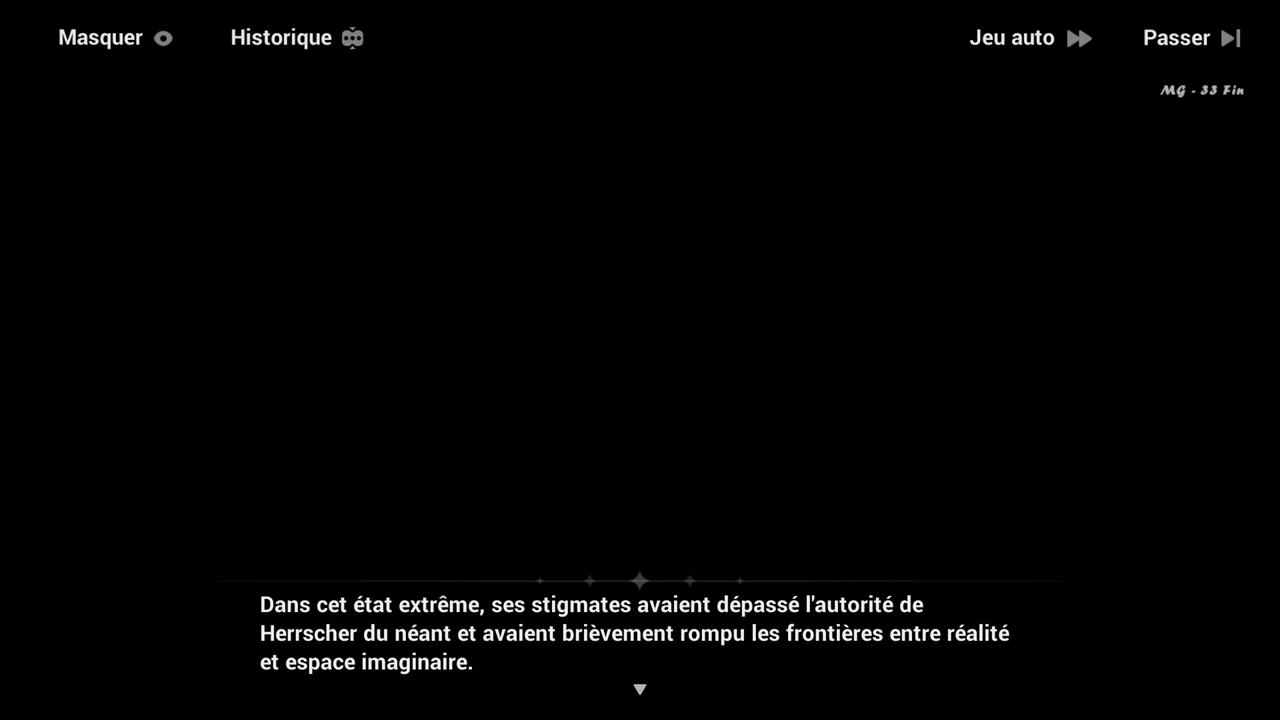 Masquer
Historique
Jeu auto
Passer
MG - 33 Fin
Dans cet état extrême, ses stigmates avaient dépassé l'autorité de
Herrscher du néant et avaient brièvement rompu les frontières entre réalité
et espace imaginaire.